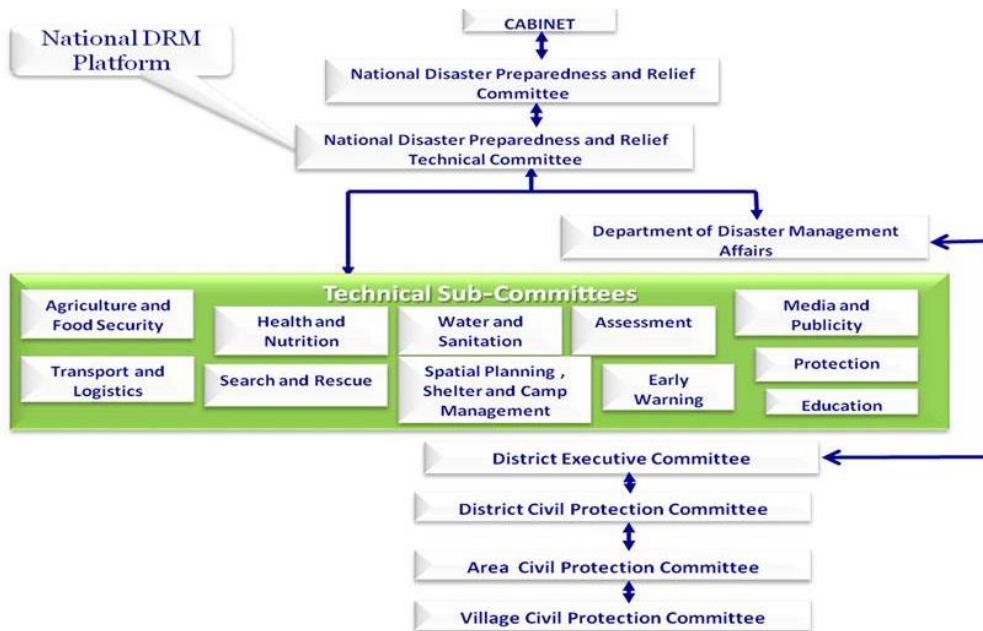 CABINET
National DRM
Platform
National Disaster Preparedness and Relief
Committee
National Disaster Preparedness and Relief
Technical Committee
Department of Disaster Management
Affairs
Technical Sub-Committees
Agriculture and
Food Security
Health and
Nutrition
Water and
Sanitation
Assessment
Media and
Publicity
Transport and
Logistics
Search and Rescue
Spatial Planning ,
Shelter and Camp
Management
Early
Warning
Protection
Education
District Executive Committee
District Civil Protection Committee
Area Civil Protection Committee
Village Civil Protection Committee